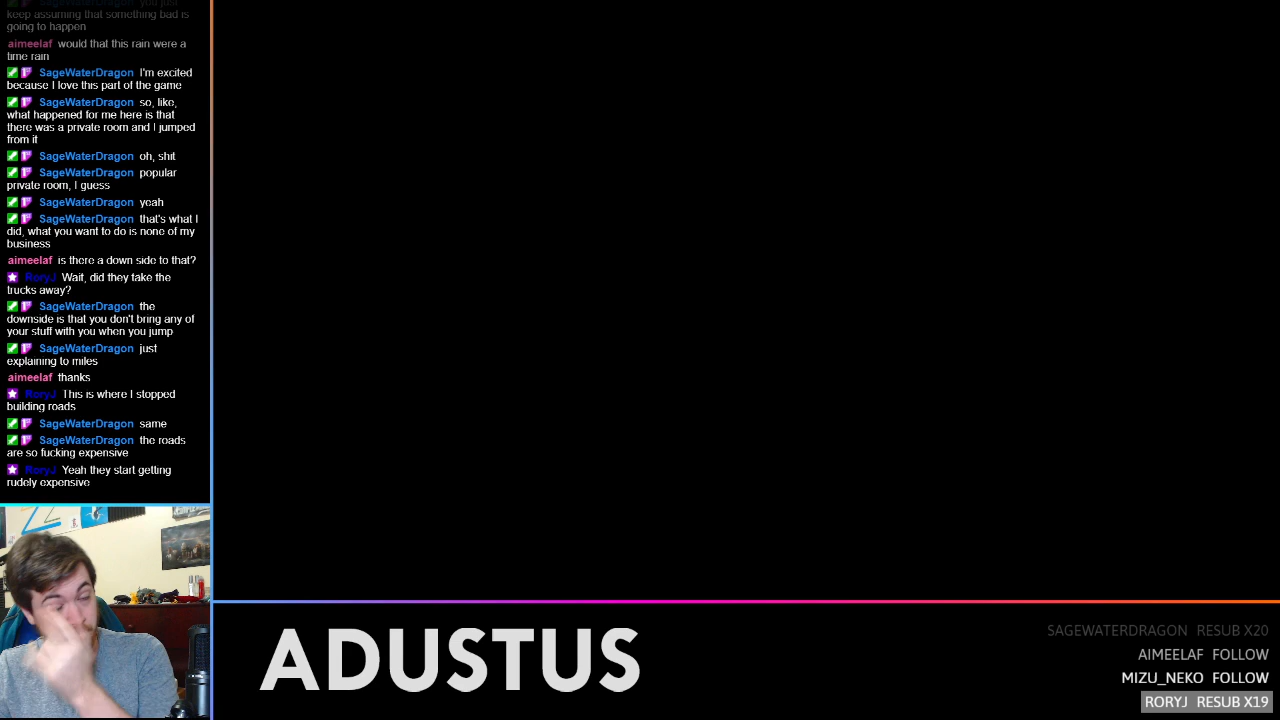 you just
keep assuming that something bad is
going to happen
aimeelaf would that this rain were a
time rain
SageWaterDragon I'm excited
because I love this part of the game
SageWaterDragon so, like,
what happened for me here is that
there was a private room and I jumped
from it
SageWaterDragon oh, shit
SageWaterDragon popular
private room, I guess
SageWaterDragon yeah
SageWaterDragon that's what I
did, what you want to do is none of my
business
aimeelaf is there a down side to that?
RoryJ Wait, did they take the
trucks away?
SageWaterDragon the
downside is that you don't bring any of
your stuff with you when you jump
SageWaterDragon just
explaining to miles
aimeelaf thanks
RoryJ This is where I stopped
building roads
SageWaterDragon same
SageWaterDragon the roads
are so fucking expensive
RoryJ Yeah they start getting
rudely expensive
ADUSTUS
SAGEWATERDRAGON RESUB X20
AIMEELAF FOLLOW
MIZU_NEKO FOLLOW
RORYJ RESUB X19